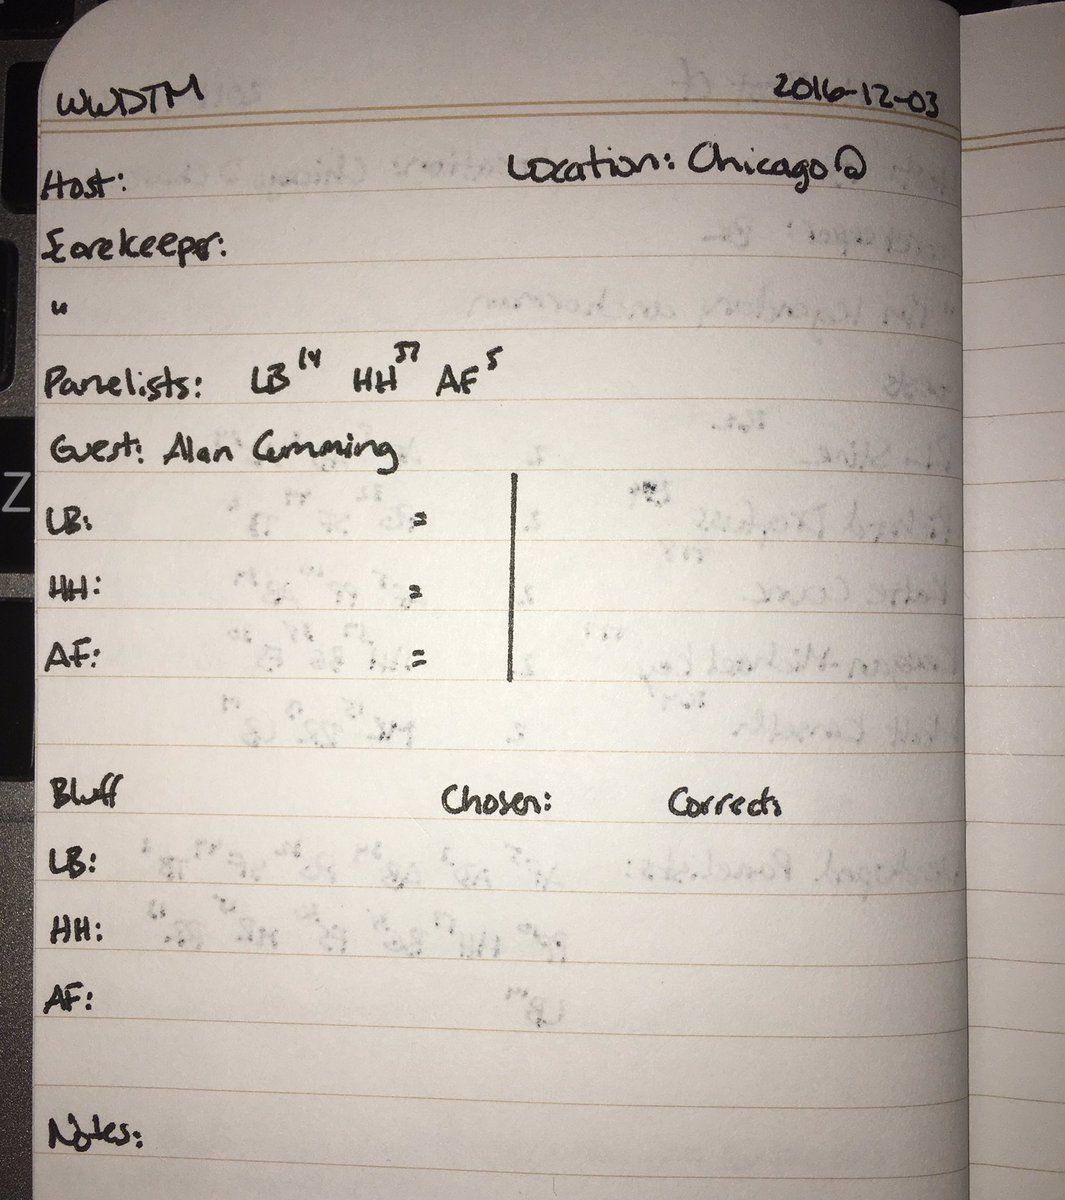 WWDTM 2016-12-03
Host: Location: Chicago
Scorekeeper:
"
Panelists: LB 14 HH 37 AF 5
Guest: Alan Cumming
LB: =
HH: =
AF: =
Bluff Chosen: Correct:
LB:
HH:
AF:
Notes:
Z